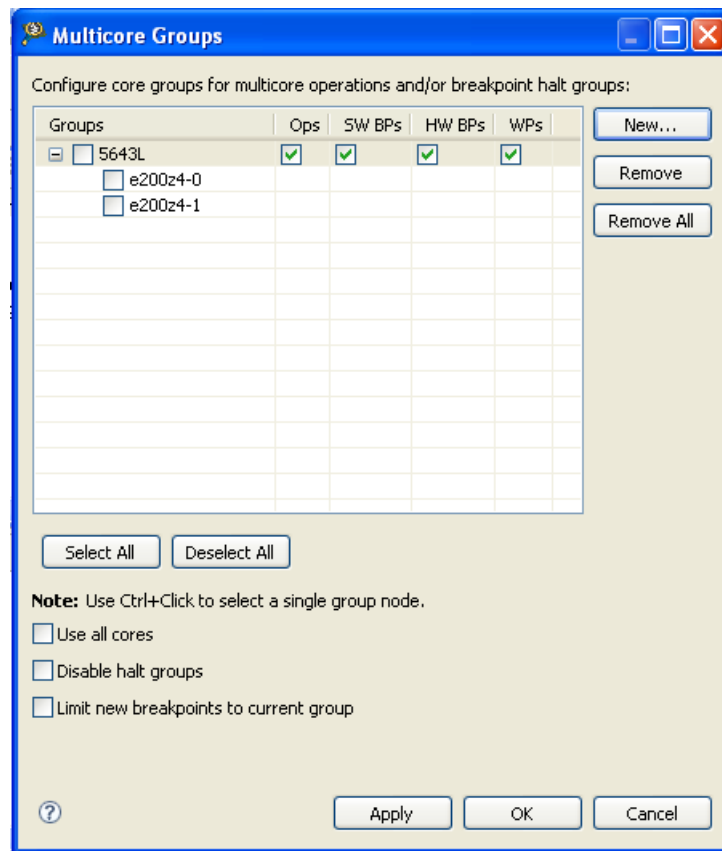 Multicore Groups
Configure core groups for multicore operations and/or breakpoint halt groups:
Groups Ops SW BPs HW BPs WPs New...
5643L
e200z4-0 Remove
e200z4-1
Remove All
Select All Deselect All
Note: Use Ctrl+Click to select a single group node.
Use all cores
Disable halt groups
Limit new breakpoints to current group
? Apply OK Cancel